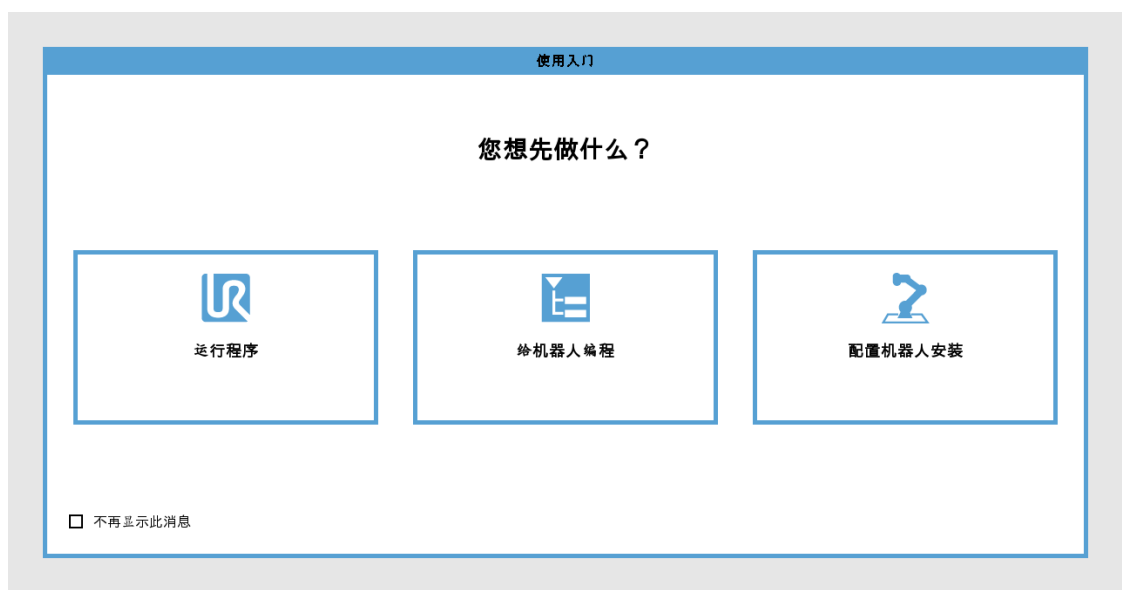 使用入门
您想先做什么？
UR
运行程序
给机器人编程
配置机器人安装
不再显示此消息